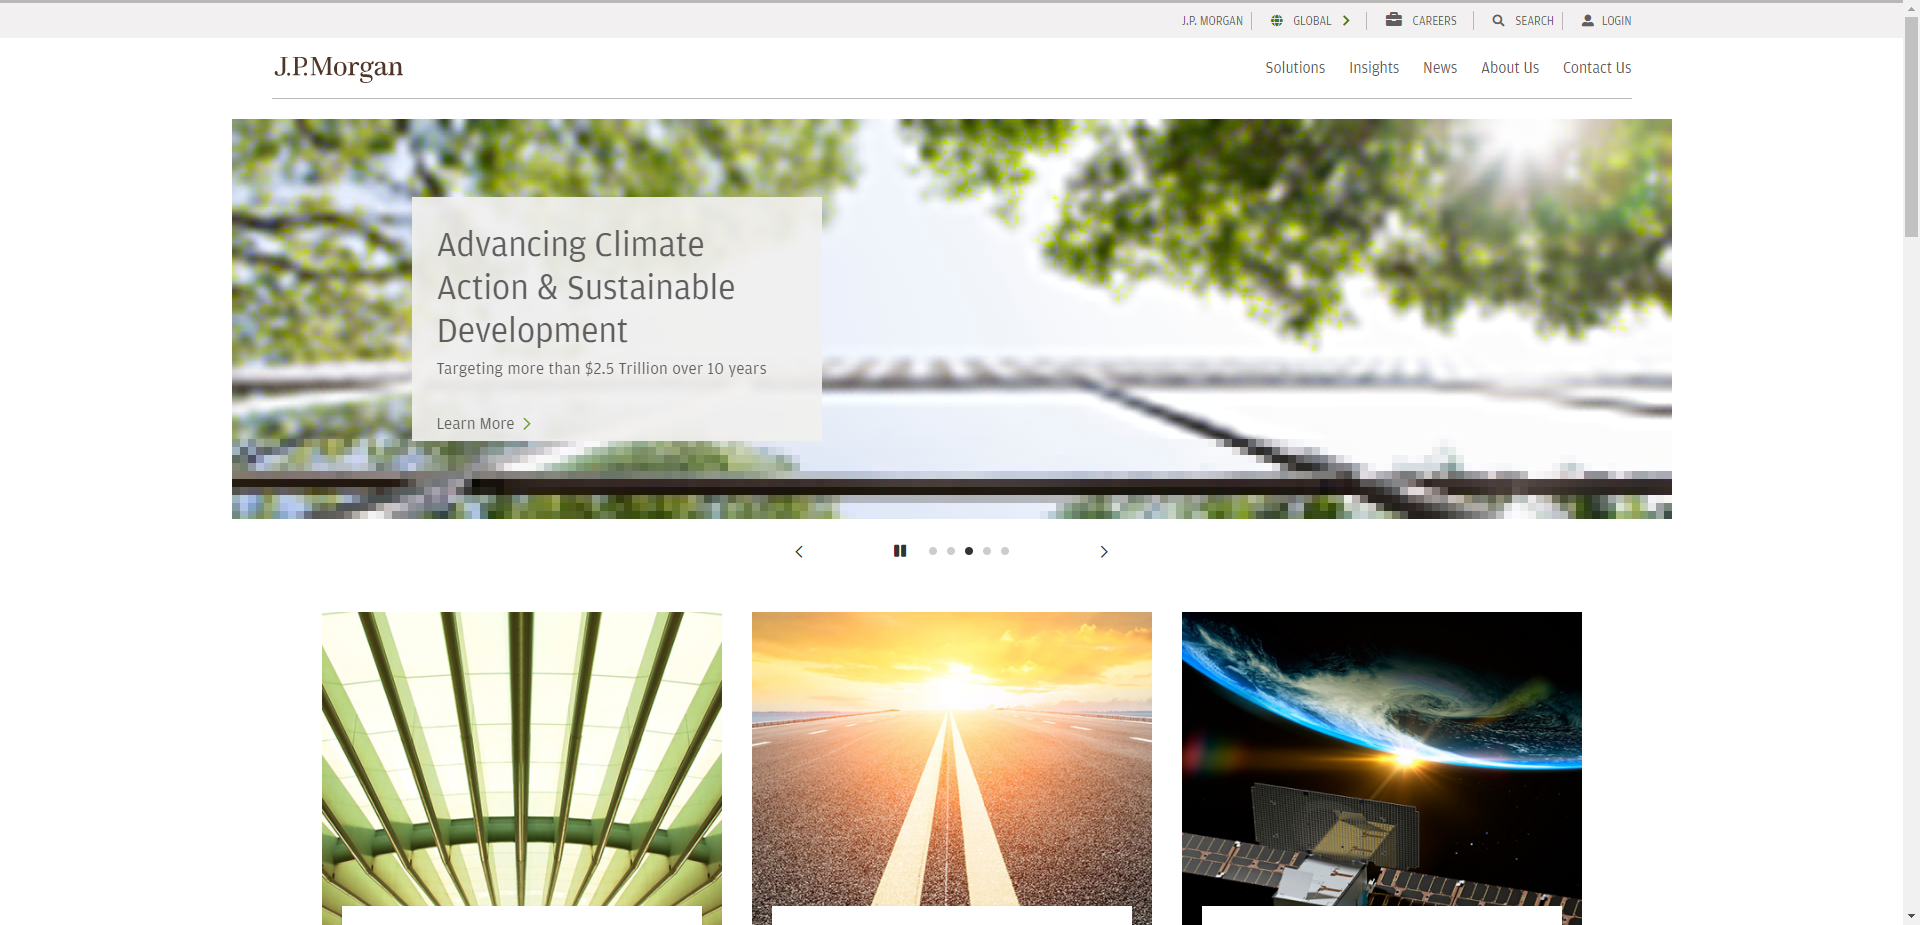 J.P. MORGAN
GLOBAL
CAREERS
SEARCH
LOGIN
J.P.Morgan
Solutions
Insights
News
About Us
Contact Us
Advancing Climate
Action & Sustainable
Development
Targeting more than $2.5 Trillion over 10 years
Learn More